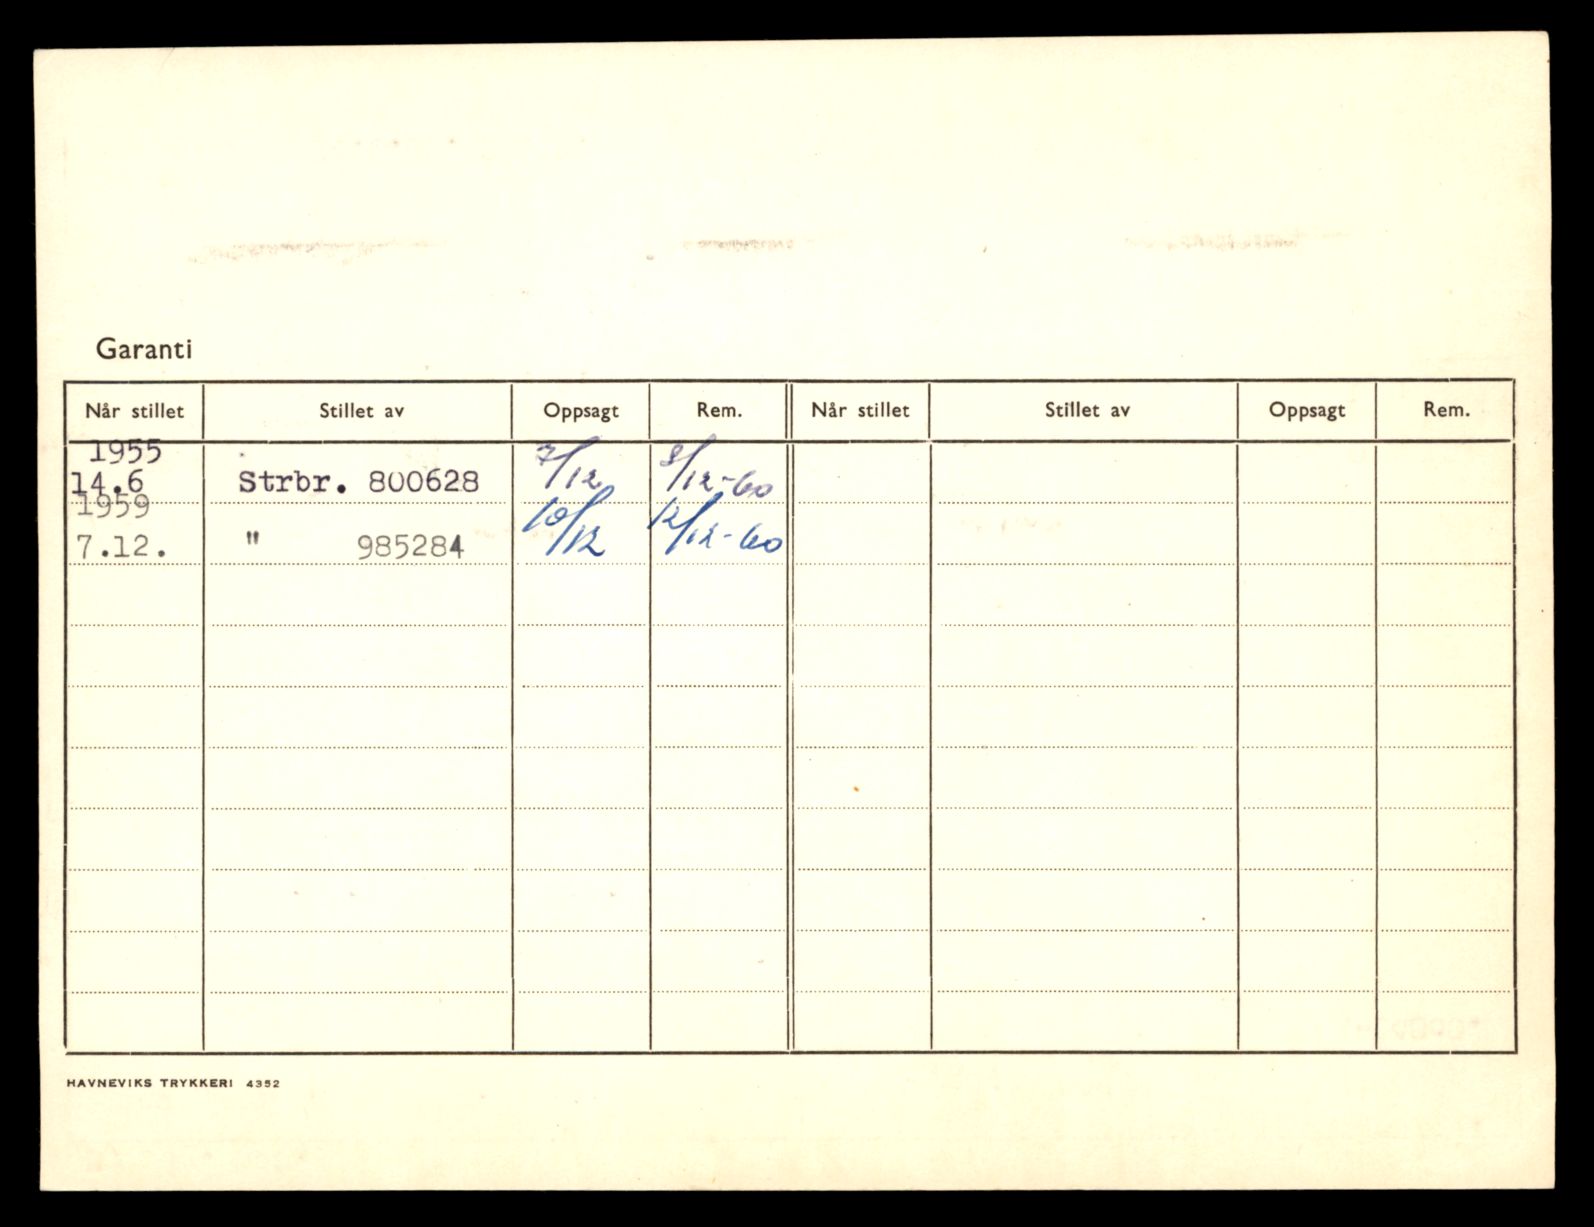 Garanti
Når stillet Stillet av Oppsagt Rem. Når stillet Stillet av Oppsagt Rem.
1955
14.6 Strbr. 800628 7/12 8/12-60
1959
7.12. " 985284 10/12 12/12-60
HAVNEVIKS TRYKKERI 4352